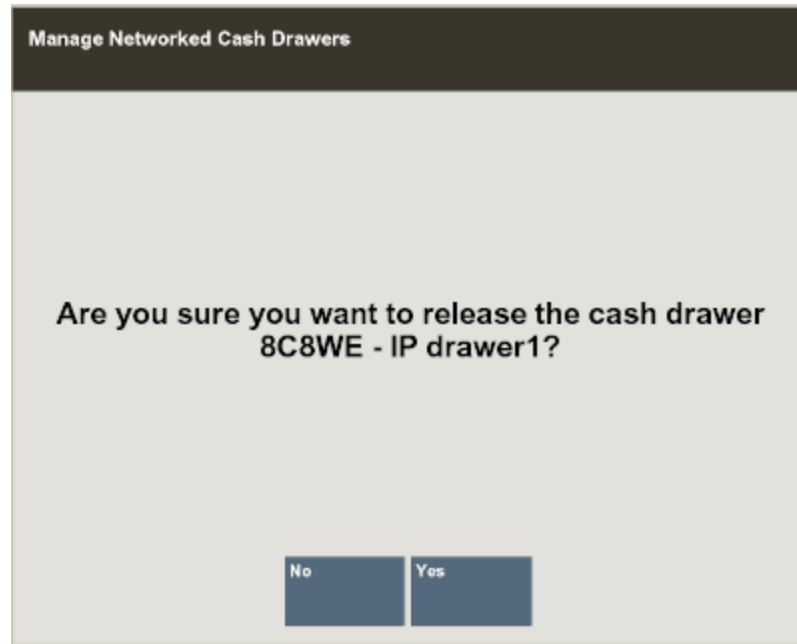 Manage Networked Cash Drawers
Are you sure you want to release the cash drawer
8C8WE - IP drawer1?
No
Yes